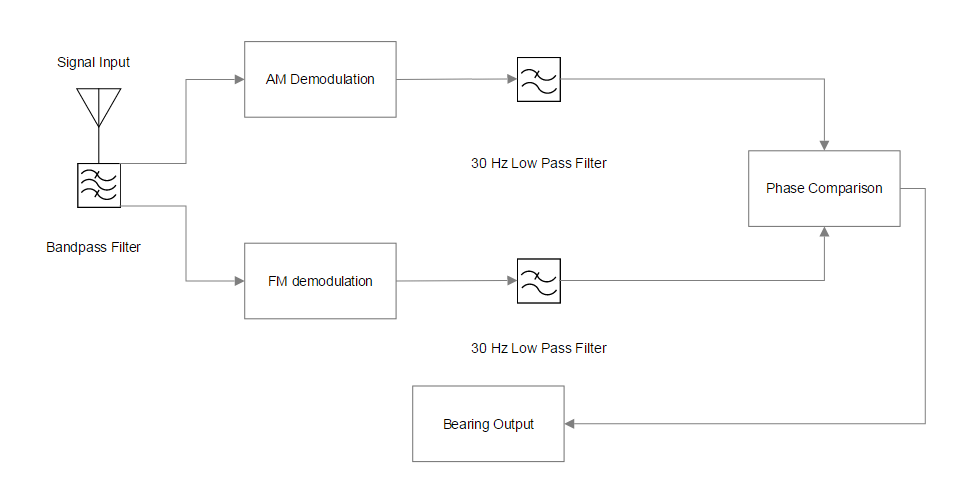 Signal Input
AM Demodulation
30 Hz Low Pass Filter
Phase Comparison
Bandpass Filter
FM demodulation
30 Hz Low Pass Filter
Bearing Output